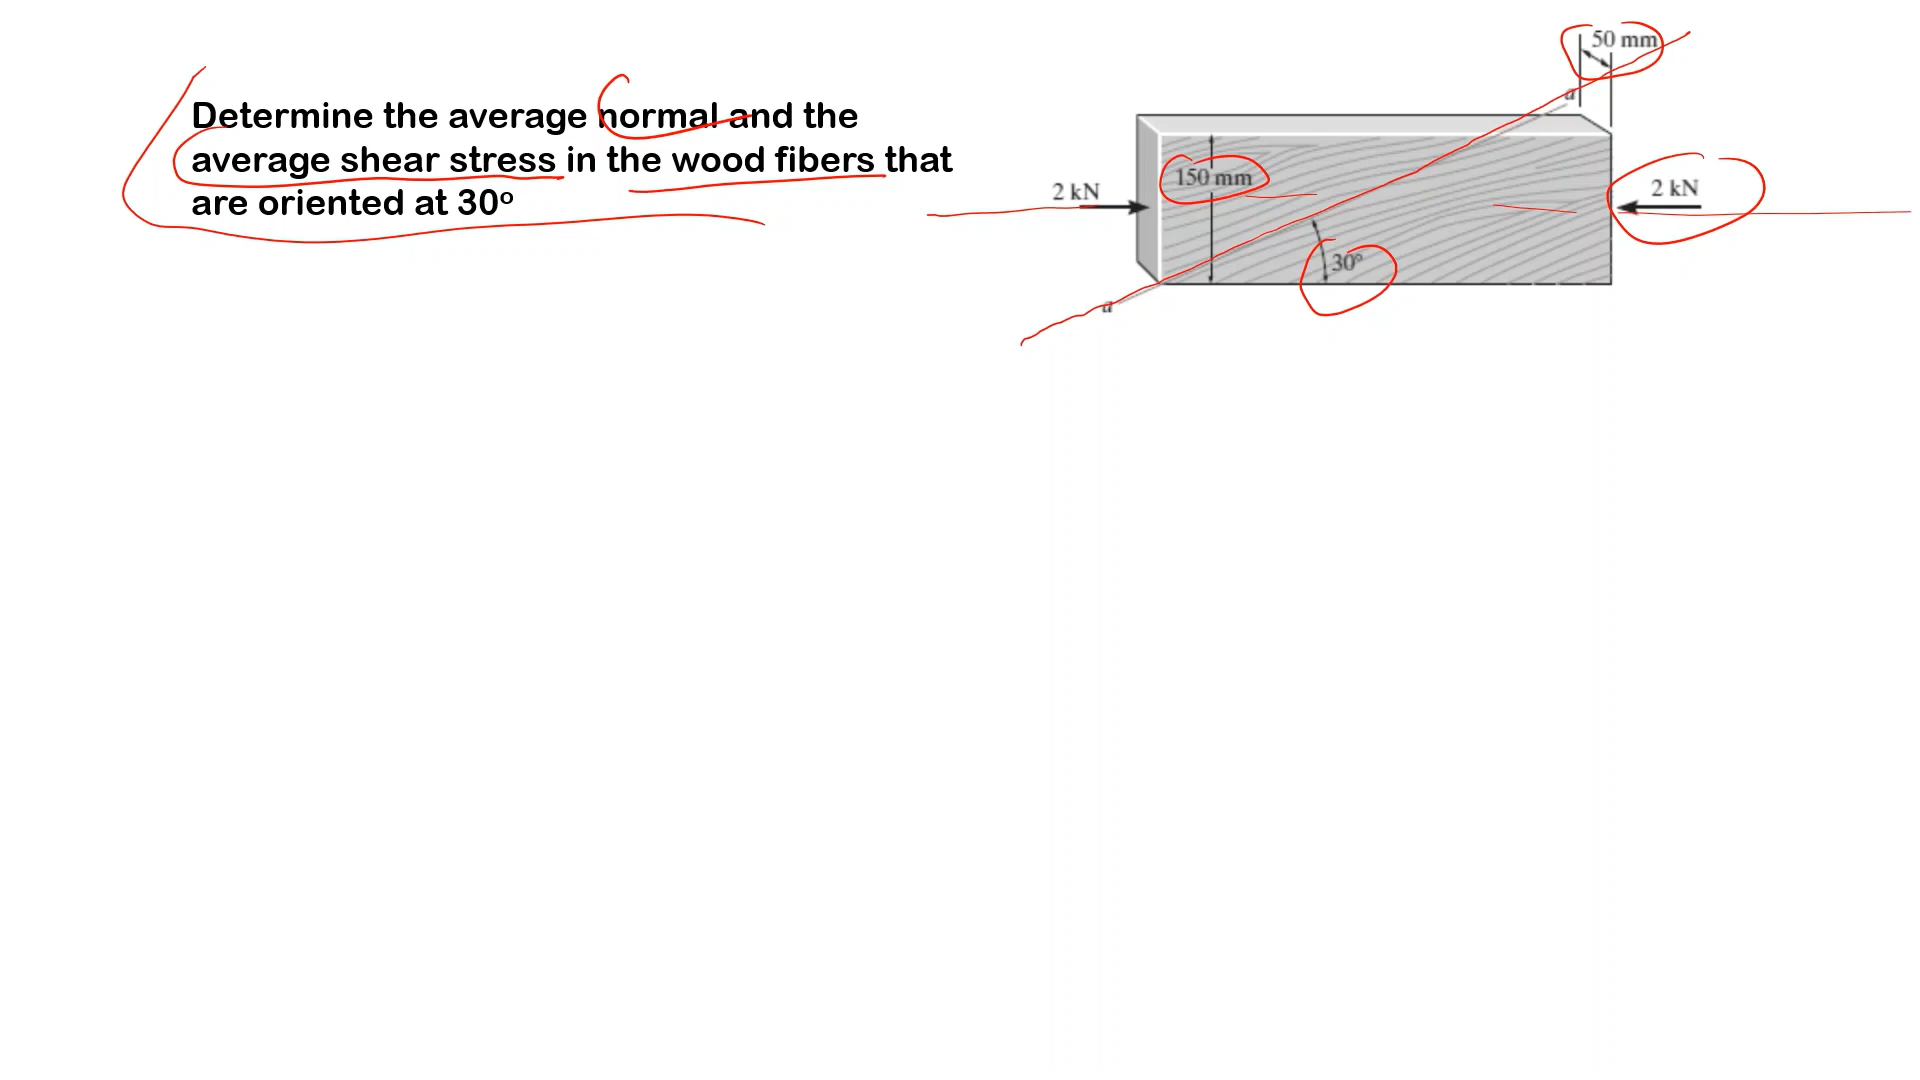 Determine the average normal and the
average shear stress in the wood fibers that
are oriented at 30º
50 mm
a
150 mm
2 kN
2 kN
30°
a